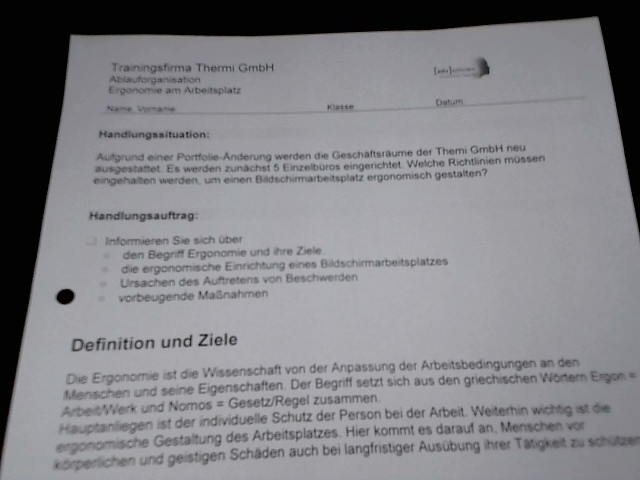 Trainingsfirma Thermi GmbH
Ablauforganisation
Ergonomie am Arbeitsplatz
Name, Vorname Klasse Datum
Handlungssituation:
Aufgrund einer Portfolie-Änderung werden die Geschäftsräume der Themi GmbH neu
ausgestattet. Es werden zunächst 5 Einzelbüros eingerichtet. Welche Richtlinien müssen
eingehalten werden, um einen Bildschirmarbeitsplatz ergonomisch gestalten?
Handlungsauftrag:
Informieren Sie sich über
den Begriff Ergonomie und ihre Ziele
die ergonomische Einrichtung eines Bildschirmarbeitsplatzes
Ursachen des Auftretens von Beschwerden
vorbeugende Maßnahmen
Definition und Ziele
Die Ergonomie ist die Wissenschaft von der Anpassung der Arbeitsbedingungen an den
Menschen und seine Eigenschaften. Der Begriff setzt sich aus den griechischen Wörtern Ergon =
Arbeit/Werk und Nomos = Gesetz/Regel zusammen.
Hauptanliegen ist der individuelle Schutz der Person bei der Arbeit. Weiterhin wichtig ist die
ergonomische Gestaltung des Arbeitsplatzes. Hier kommt es darauf an, Menschen vor
körperlichen und geistigen Schäden auch bei langfristiger Ausübung ihrer Tätigkeit zu schützen